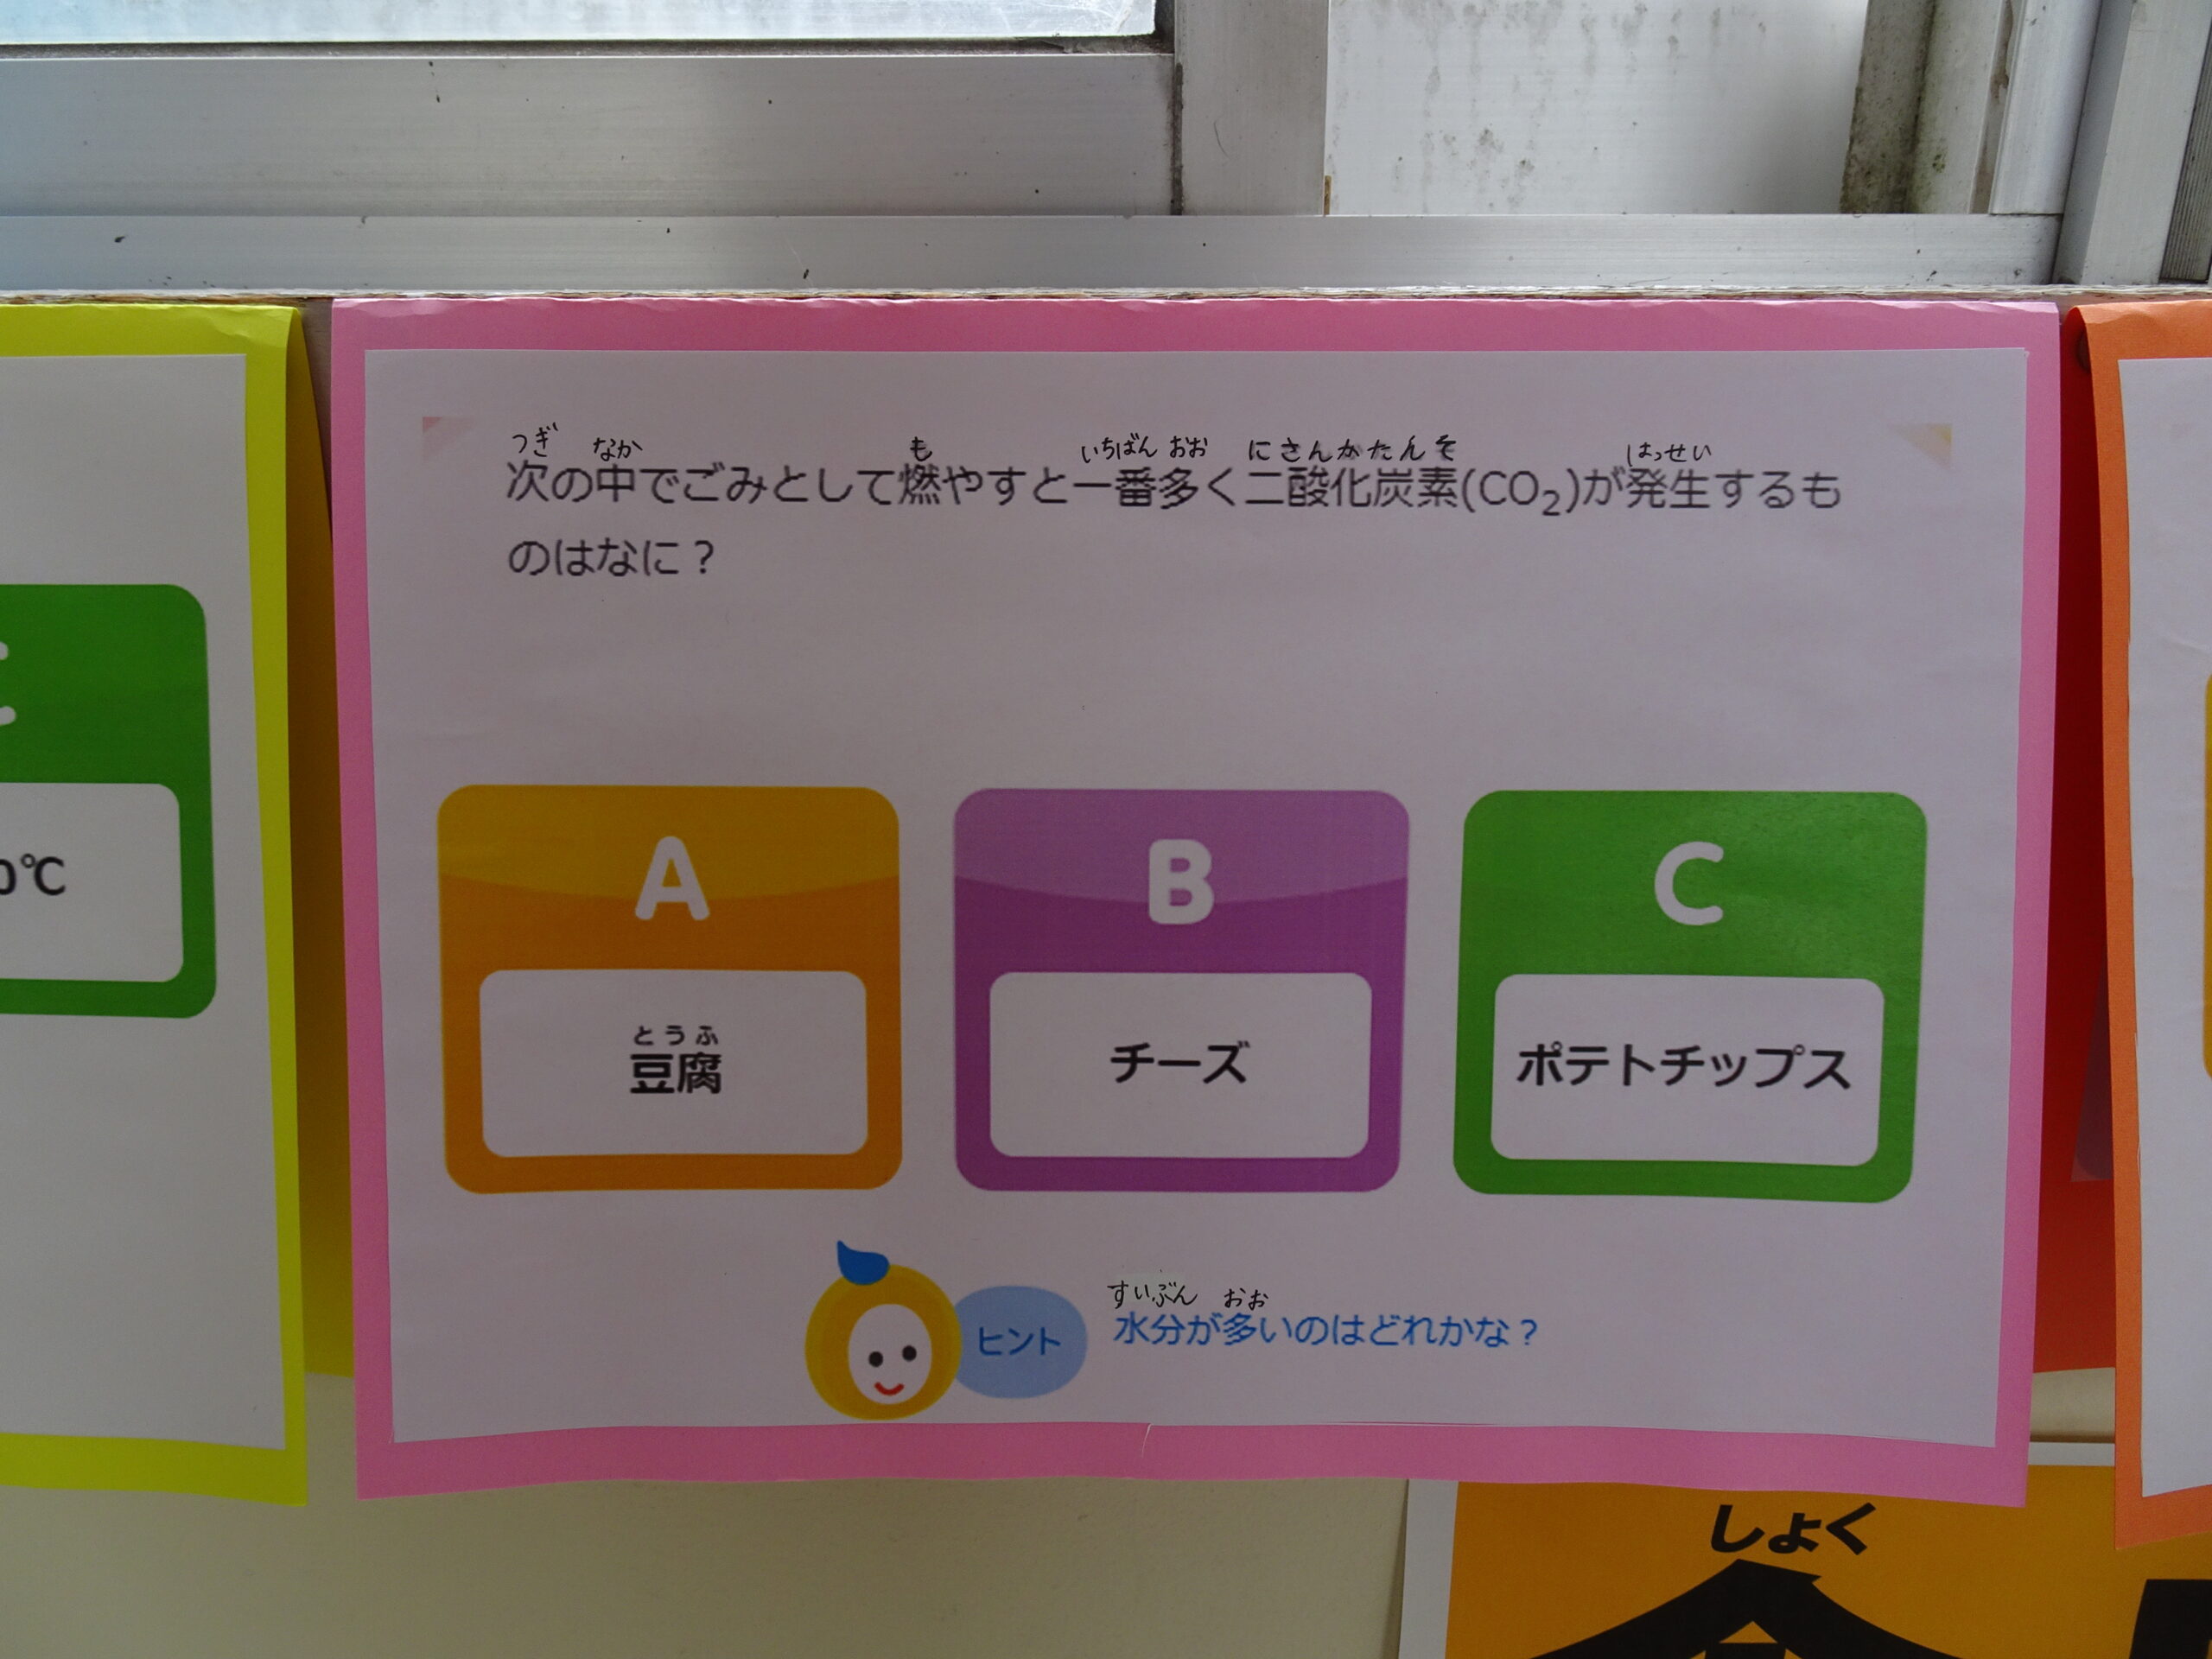 つぎ なか も いちばん おお にさんかたんそ はっせい
次の中でごみとして燃やすと一番多く二酸化炭素(CO₂)が発生するも
のはなに？
A
B
C
とうふ
豆腐
チーズ
ポテトチップス
すいぶん おお
ヒント
水分が多いのはどれかな？
0℃
しょく